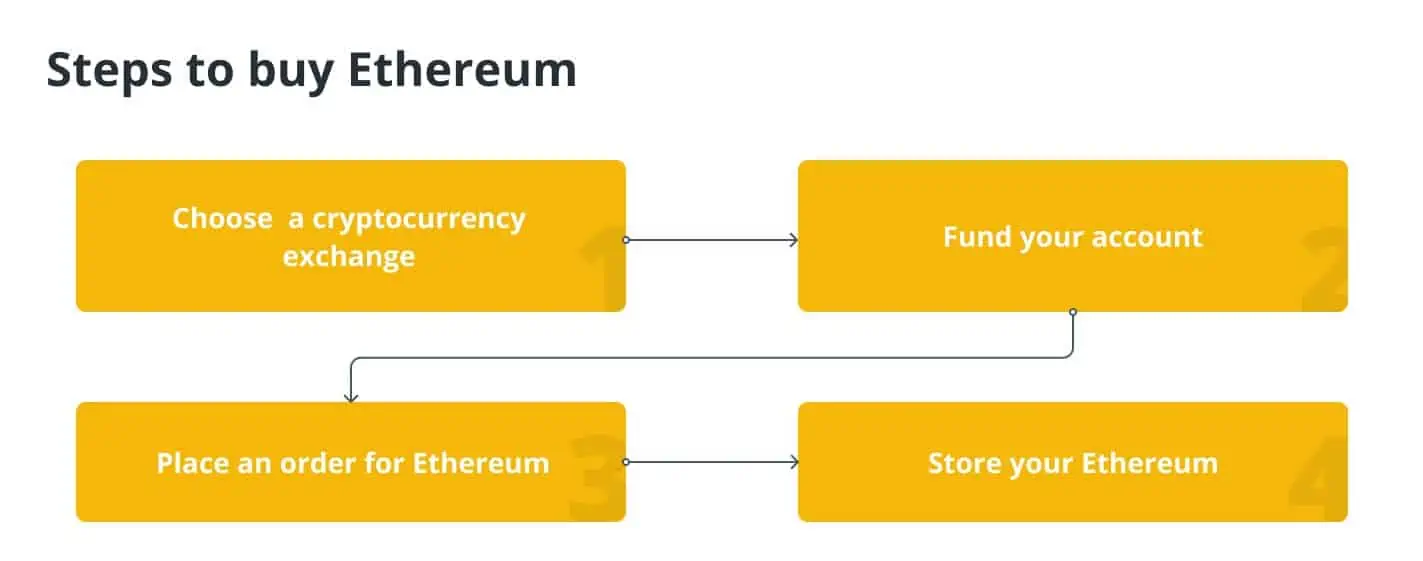 Steps to buy Ethereum
Choose  a cryptocurrency
exchange
1
Fund your account
2
Place an order for Ethereum
3
Store your Ethereum
4